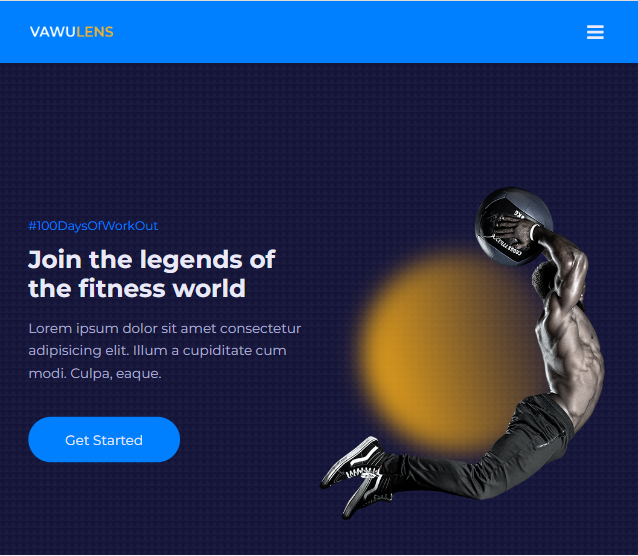 VAWULENS
#100DaysOfWorkOut
Join the legends of
the fitness world
Lorem ipsum dolor sit amet consectetur
adipisicing elit. Illum a cupiditate cum
modi. Culpa, eaque.
Get Started